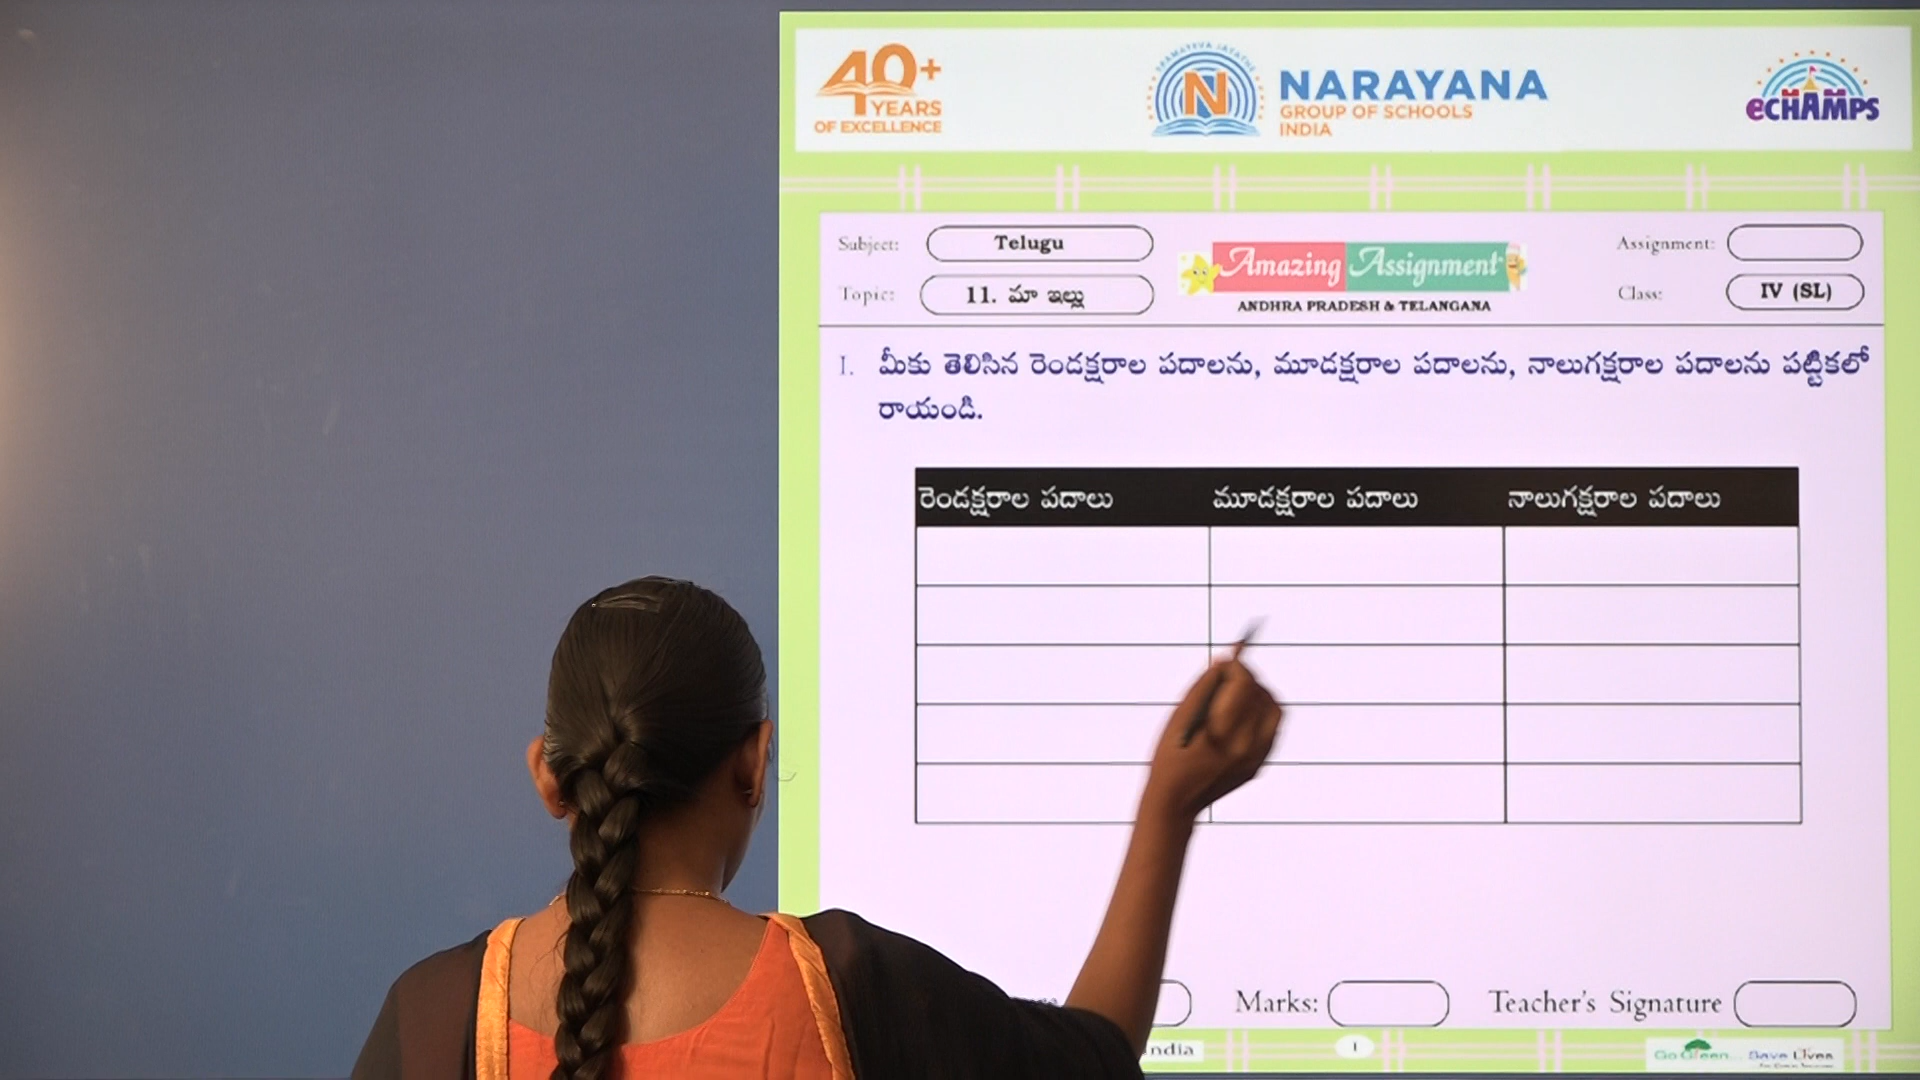 40+
YEARS
OF EXCELLENCE
NARAYANA
GROUP OF SCHOOLS
INDIA
eCHAMPS
Subject: Telugu
Topic: 11. మా ఇల్లు
Amazing Assignment
ANDHRA PRADESH & TELANGANA
Assignment:
Class: IV (SL)
I. మీకు తెలిసిన రెండక్షరాల పదాలను, మూడక్షరాల పదాలను, నాలుగక్షరాల పదాలను పట్టికలో
రాయండి.
రెండక్షరాల పదాలు మూడక్షరాల పదాలు నాలుగక్షరాల పదాలు
Marks: Teacher's Signature
1
Go Green... Save Lives